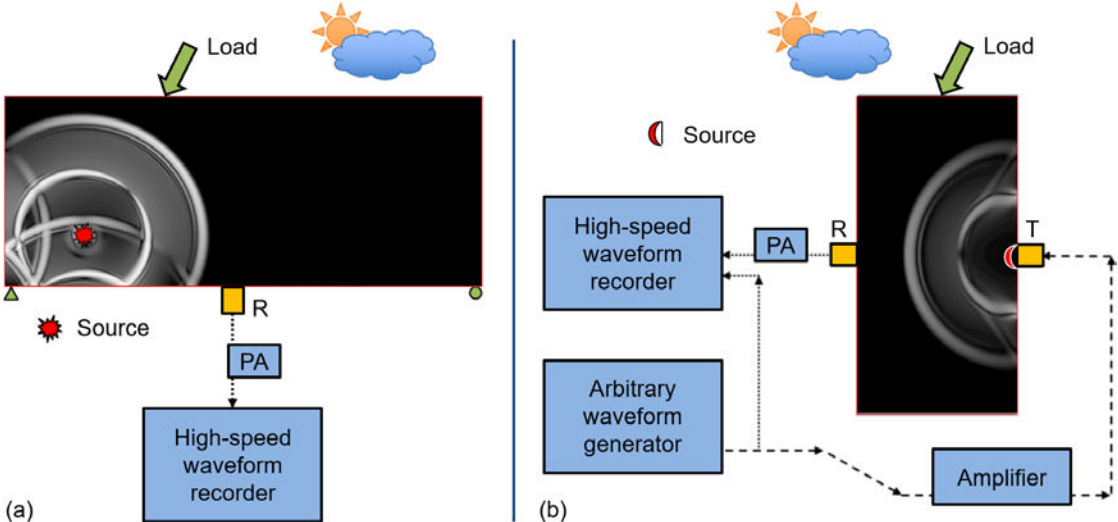 Load
R
Source
PA
High-speed
waveform
recorder
(a)
Load
Source
High-speed
waveform
recorder
PA
R
T
Arbitrary
waveform
generator
Amplifier
(b)